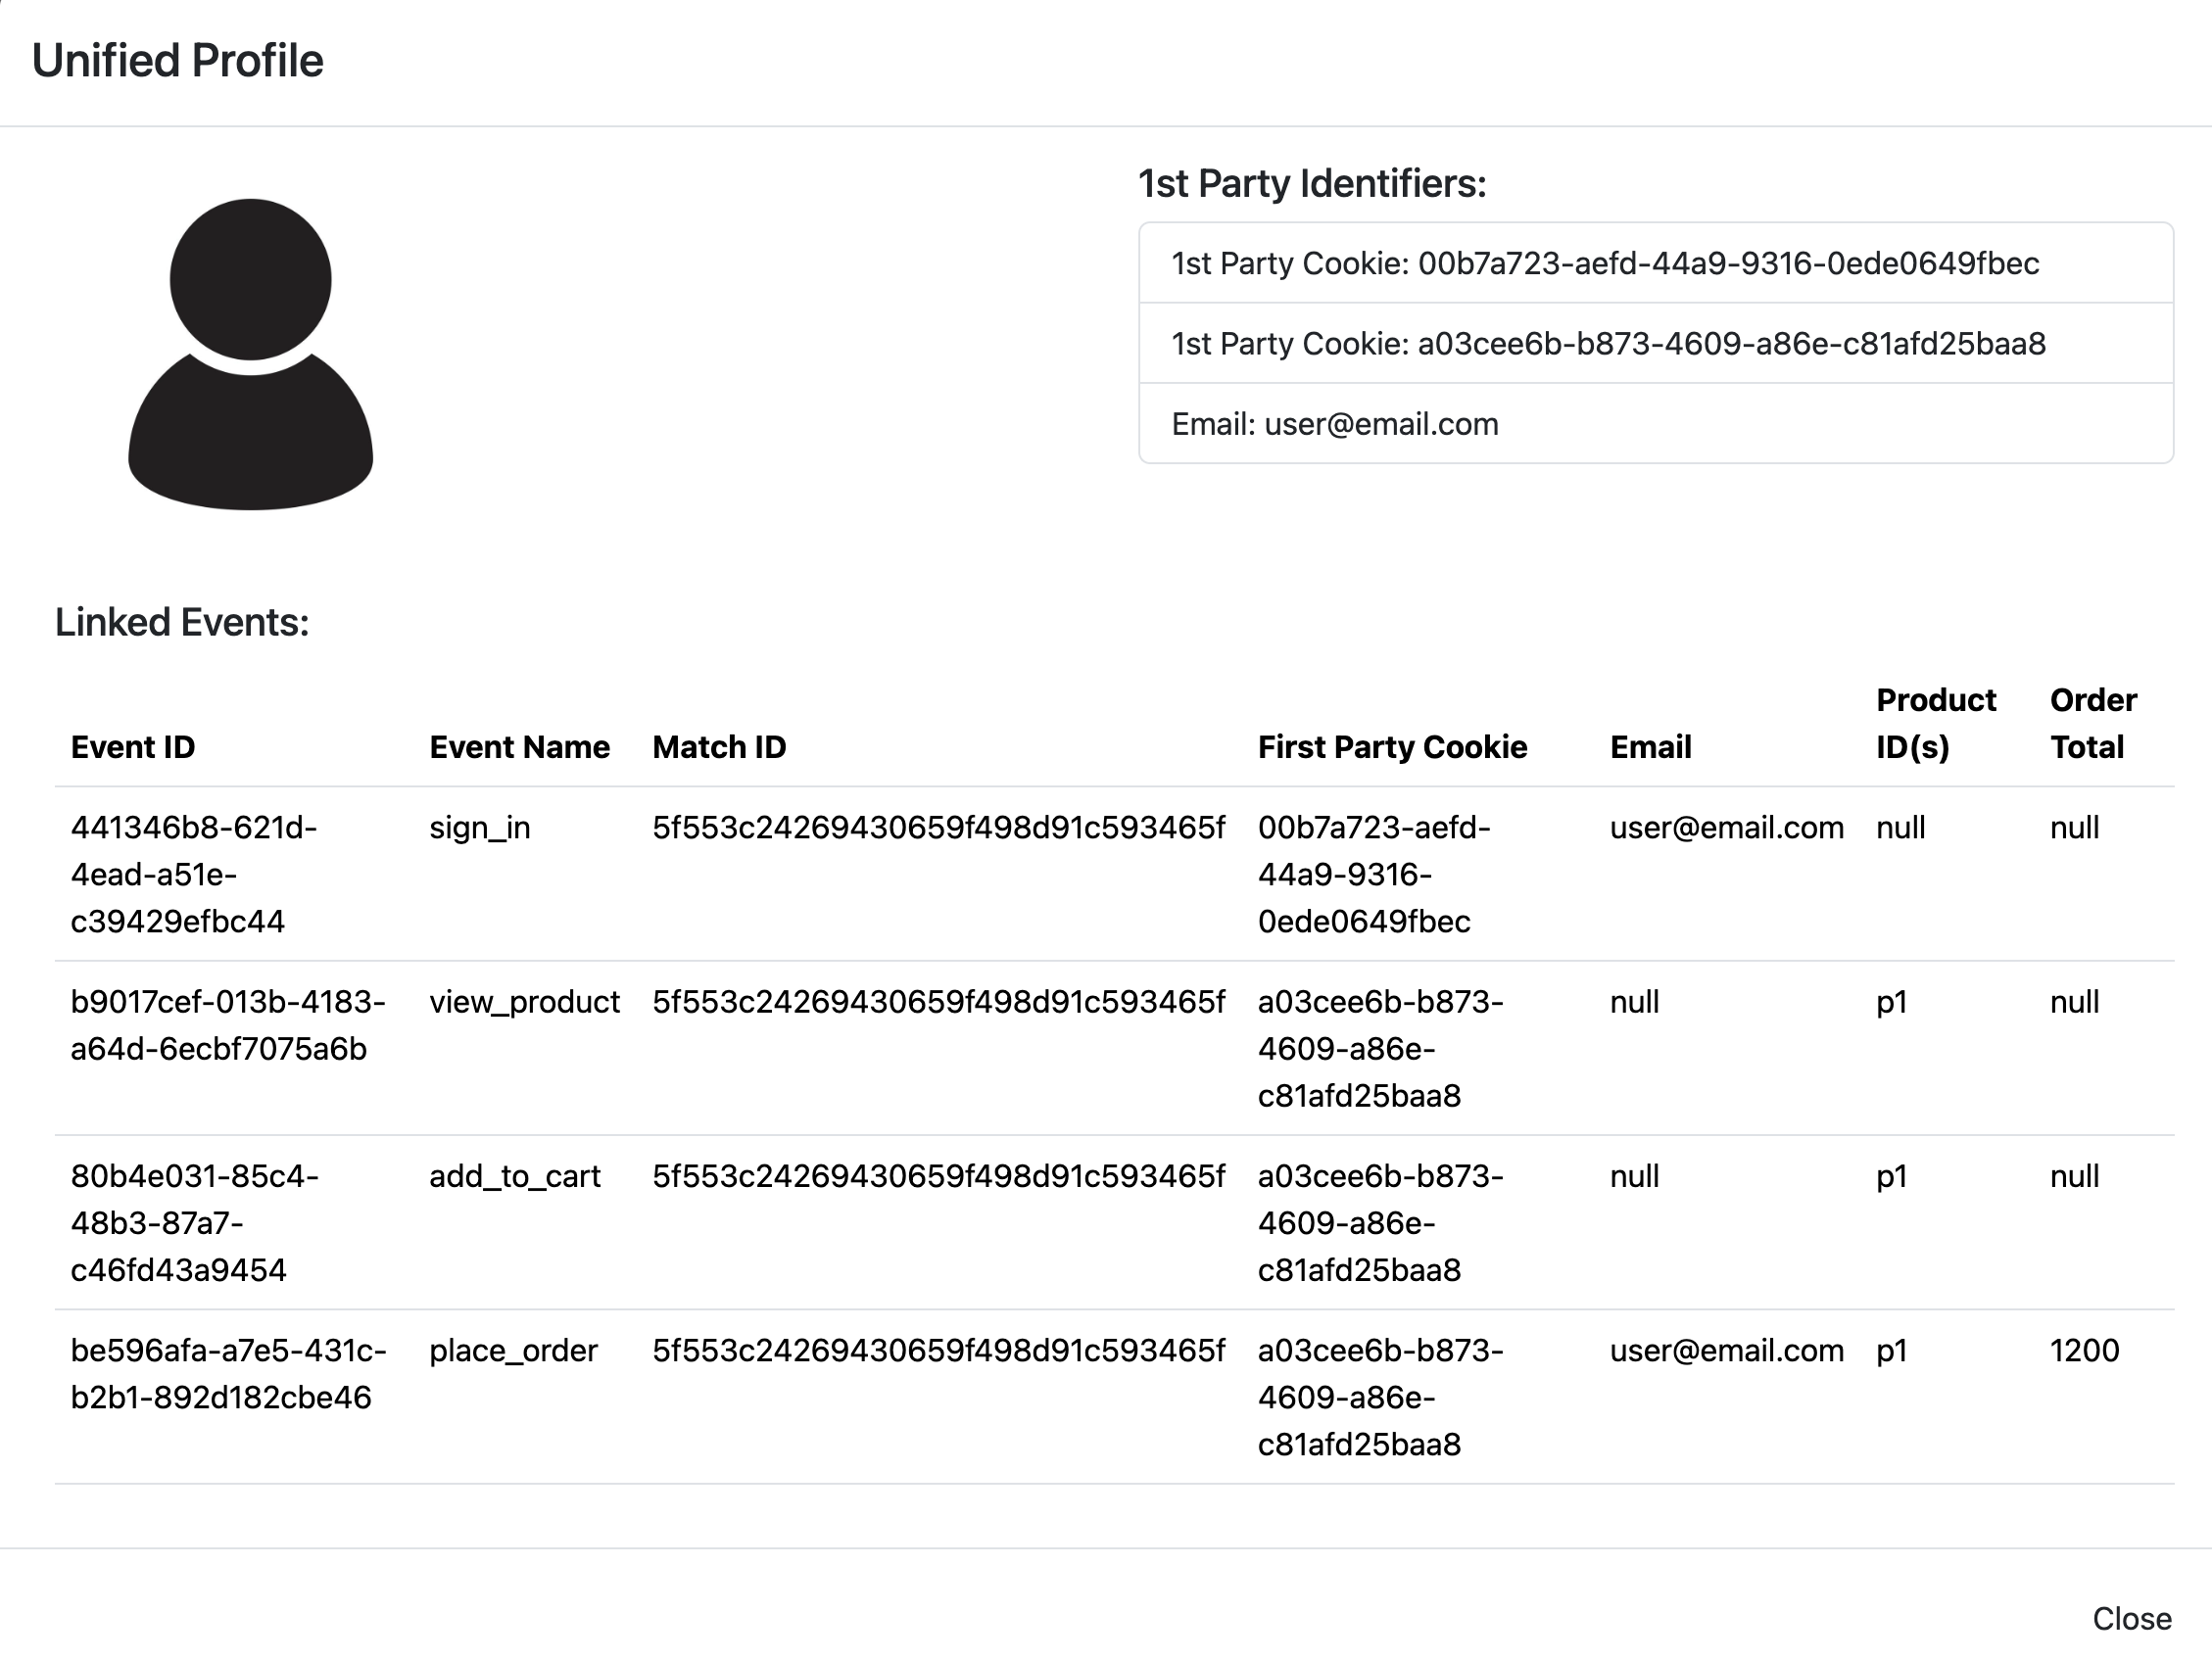 Unified Profile
1st Party Identifiers:
1st Party Cookie: 00b7a723-aefd-44a9-9316-0ede0649fbec
1st Party Cookie: a03cee6b-b873-4609-a86e-c81afd25baa8
Email: user@email.com
Linked Events:
Event ID Event Name Match ID First Party Cookie Email Product ID(s) Order Total
441346b8-621d-4ead-a51e-c39429efbc44 sign_in 5f553c24269430659f498d91c593465f 00b7a723-aefd-44a9-9316-0ede0649fbec user@email.com null null
b9017cef-013b-4183-a64d-6ecbf7075a6b view_product 5f553c24269430659f498d91c593465f a03cee6b-b873-4609-a86e-c81afd25baa8 null p1 null
80b4e031-85c4-48b3-87a7-c46fd43a9454 add_to_cart 5f553c24269430659f498d91c593465f a03cee6b-b873-4609-a86e-c81afd25baa8 null p1 null
be596afa-a7e5-431c-b2b1-892d182cbe46 place_order 5f553c24269430659f498d91c593465f a03cee6b-b873-4609-a86e-c81afd25baa8 user@email.com p1 1200
Close